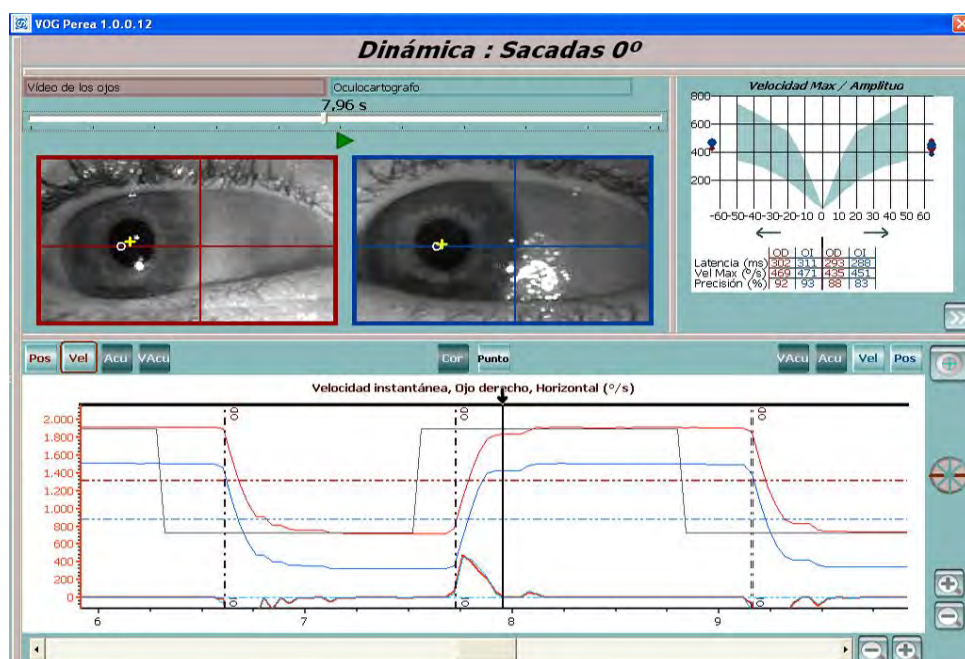 VOG Perea 1.0.0.12
Dinámica : Sacadas 0º
Vídeo de los ojos
Oculocartografo
7,96 s
Velocidad Max / Amplitud
800
600
400
200
-60-50-40-30-20-10 0 10 20 30 40 50 60
OD OI OD OI
Latencia (ms) 302 311 293 288
Vel Max (º/s) 469 471 435 451
Precisión (%) 92 93 88 83
Pos Vel Acu VAcu Cor Punto VAcu Acu Vel Pos
Velocidad instantánea, Ojo derecho, Horizontal (º/s)
2.000
1.800
1.600
1.400
1.200
1.000
800
600
400
200
0
6 7 8 9